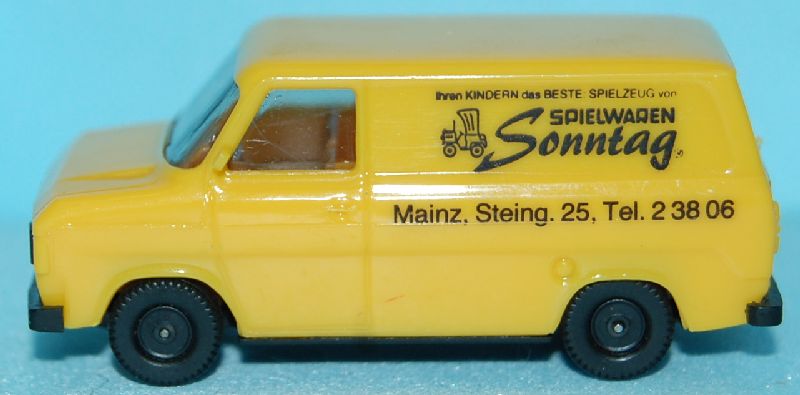 Ihren KINDERN das BESTE SPIELZEUG von
SPIELWAREN
Sonntag
Mainz, Steing. 25, Tel. 2 38 06